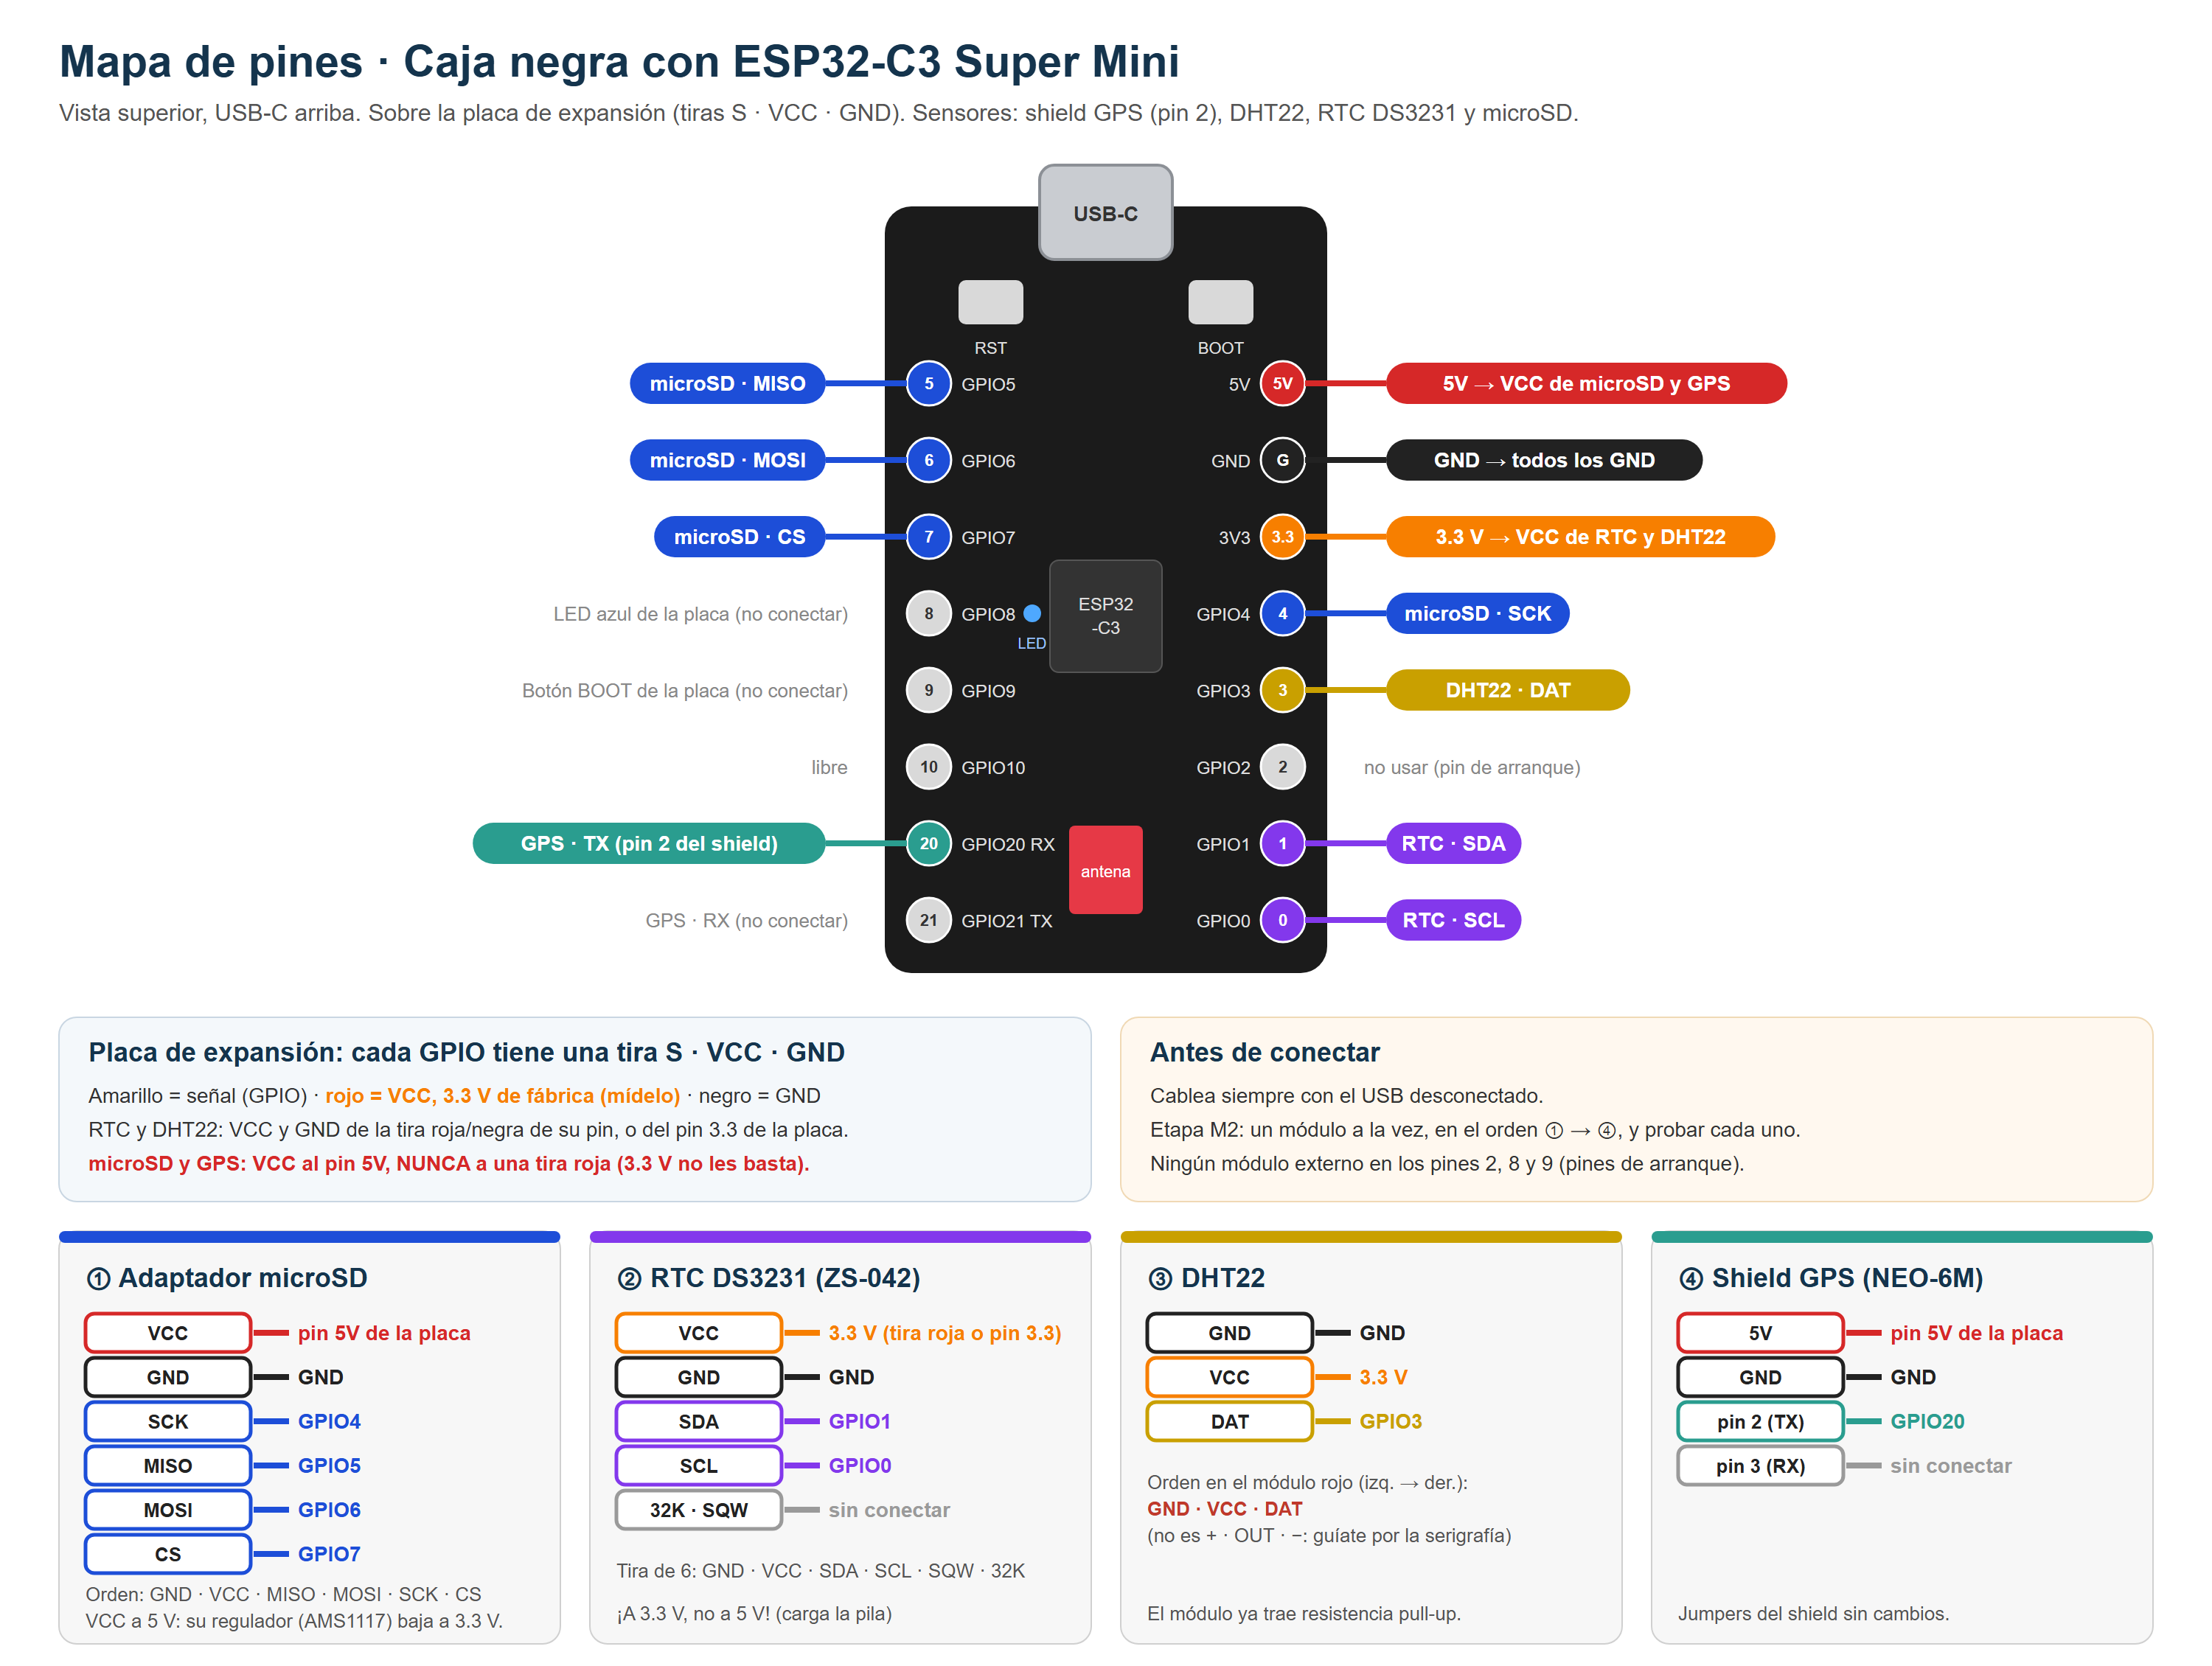 Mapa de pines · Caja negra con ESP32-C3 Super Mini
Vista superior, USB-C arriba. Sobre la placa de expansión (tiras S · VCC · GND). Sensores: shield GPS (pin 2), DHT22, RTC DS3231 y microSD.
USB-C
RST
BOOT
microSD · MISO
5
GPIO5
5V
5V
5V → VCC de microSD y GPS
microSD · MOSI
6
GPIO6
GND
G
GND → todos los GND
microSD · CS
7
GPIO7
3V3
3.3
3.3 V → VCC de RTC y DHT22
LED azul de la placa (no conectar)
8
GPIO8
LED
ESP32
-C3
GPIO4
4
microSD · SCK
Botón BOOT de la placa (no conectar)
9
GPIO9
GPIO3
3
DHT22 · DAT
libre
10
GPIO10
GPIO2
2
no usar (pin de arranque)
GPS · TX (pin 2 del shield)
20
GPIO20 RX
antena
GPIO1
1
RTC · SDA
GPS · RX (no conectar)
21
GPIO21 TX
GPIO0
0
RTC · SCL
Placa de expansión: cada GPIO tiene una tira S · VCC · GND
Amarillo = señal (GPIO) · rojo = VCC, 3.3 V de fábrica (mídelo) · negro = GND
RTC y DHT22: VCC y GND de la tira roja/negra de su pin, o del pin 3.3 de la placa.
microSD y GPS: VCC al pin 5V, NUNCA a una tira roja (3.3 V no les basta).
Antes de conectar
Cablea siempre con el USB desconectado.
Etapa M2: un módulo a la vez, en el orden ① → ④, y probar cada uno.
Ningún módulo externo en los pines 2, 8 y 9 (pines de arranque).
① Adaptador microSD
VCC pin 5V de la placa
GND GND
SCK GPIO4
MISO GPIO5
MOSI GPIO6
CS GPIO7
Orden: GND · VCC · MISO · MOSI · SCK · CS
VCC a 5 V: su regulador (AMS1117) baja a 3.3 V.
② RTC DS3231 (ZS-042)
VCC 3.3 V (tira roja o pin 3.3)
GND GND
SDA GPIO1
SCL GPIO0
32K · SQW sin conectar
Tira de 6: GND · VCC · SDA · SCL · SQW · 32K
¡A 3.3 V, no a 5 V! (carga la pila)
③ DHT22
GND GND
VCC 3.3 V
DAT GPIO3
Orden en el módulo rojo (izq. → der.):
GND · VCC · DAT
(no es + · OUT · −: guíate por la serigrafía)
El módulo ya trae resistencia pull-up.
④ Shield GPS (NEO-6M)
5V pin 5V de la placa
GND GND
pin 2 (TX) GPIO20
pin 3 (RX) sin conectar
Jumpers del shield sin cambios.